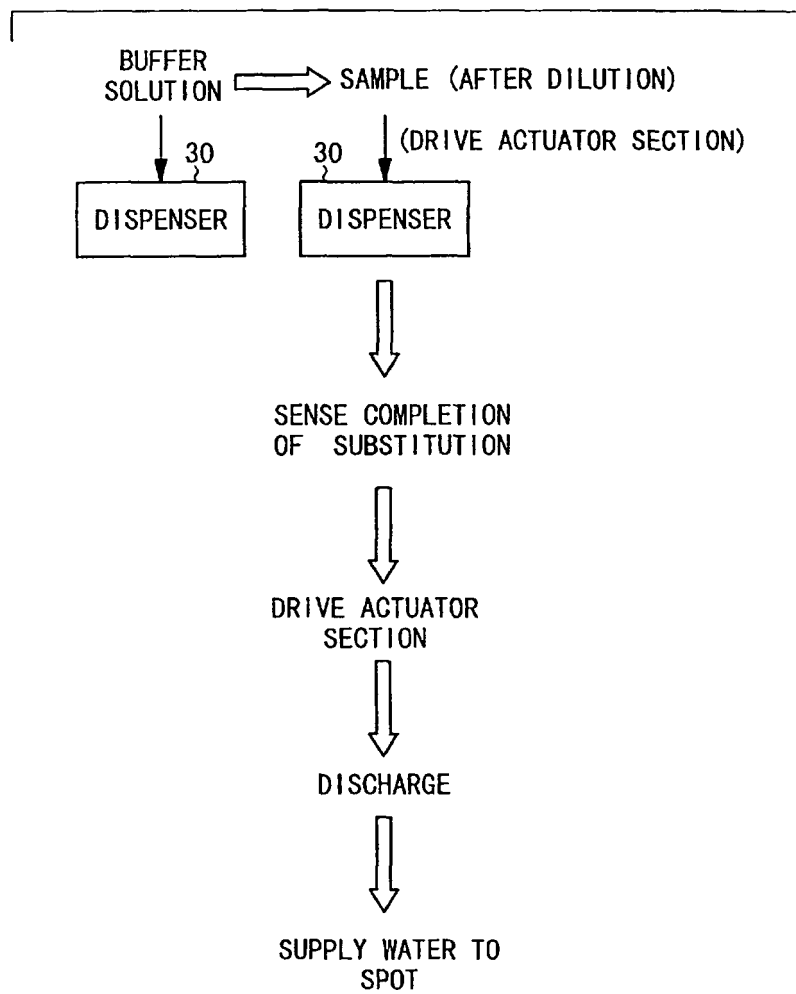 BUFFER
SOLUTION
SAMPLE (AFTER DILUTION)
(DRIVE ACTUATOR SECTION)
30
30
DISPENSER
DISPENSER
SENSE COMPLETION
OF SUBSTITUTION
DRIVE ACTUATOR
SECTION
DISCHARGE
SUPPLY WATER TO
SPOT